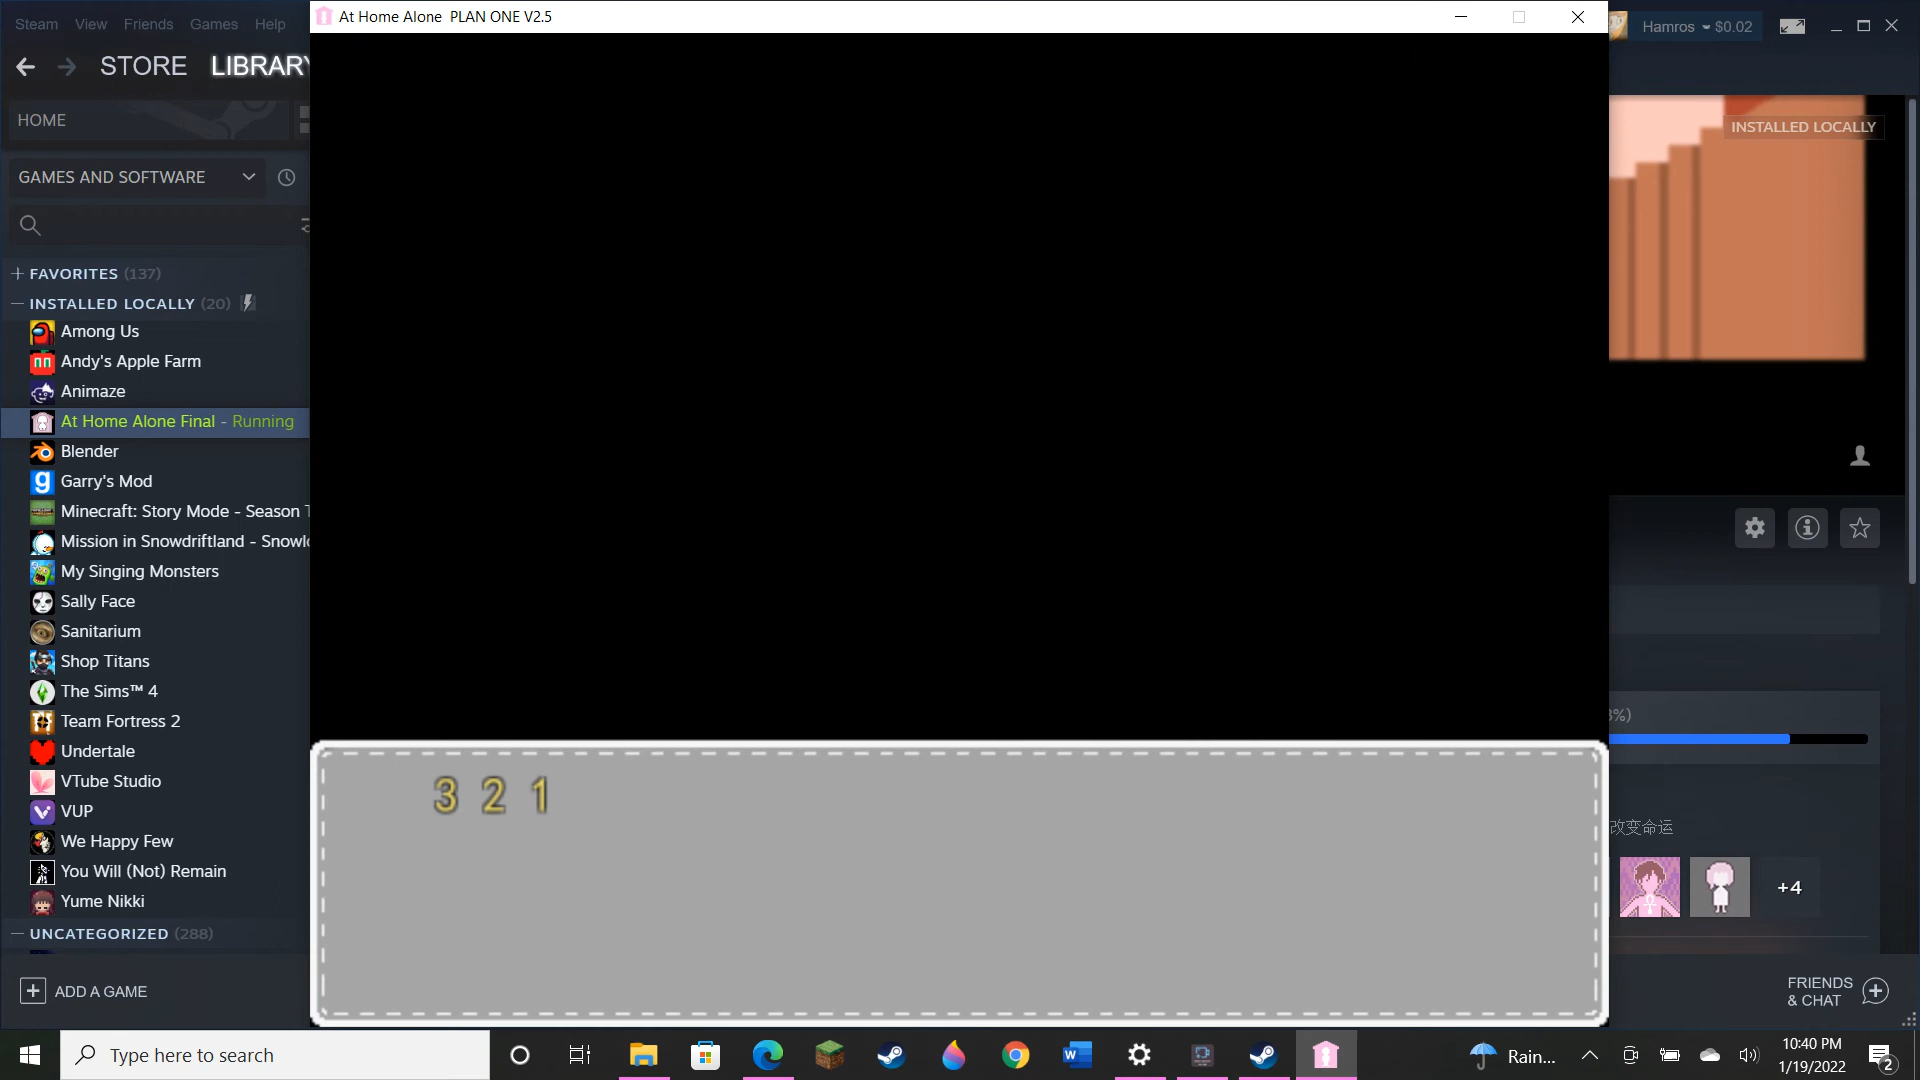 Steam View Friends Games Help
At Home Alone PLAN ONE V2.5
Hamros $0.02
STORE LIBRARY
HOME
INSTALLED LOCALLY
GAMES AND SOFTWARE
FAVORITES (137)
INSTALLED LOCALLY (20)
Among Us
Andy's Apple Farm
Animaze
At Home Alone Final - Running
Blender
Garry's Mod
Minecraft: Story Mode - Season
Mission in Snowdriftland -
My Singing Monsters
Sally Face
Sanitarium
Shop Titans
The Sims™ 4
Team Fortress 2
%)
Undertale
VTube Studio
3 2 1
VUP
改变命运
We Happy Few
You Will (Not) Remain
+4
Yume Nikki
UNCATEGORIZED (288)
ADD A GAME
FRIENDS
& CHAT
Type here to search
Rain...
10:40 PM
1/19/2022
2